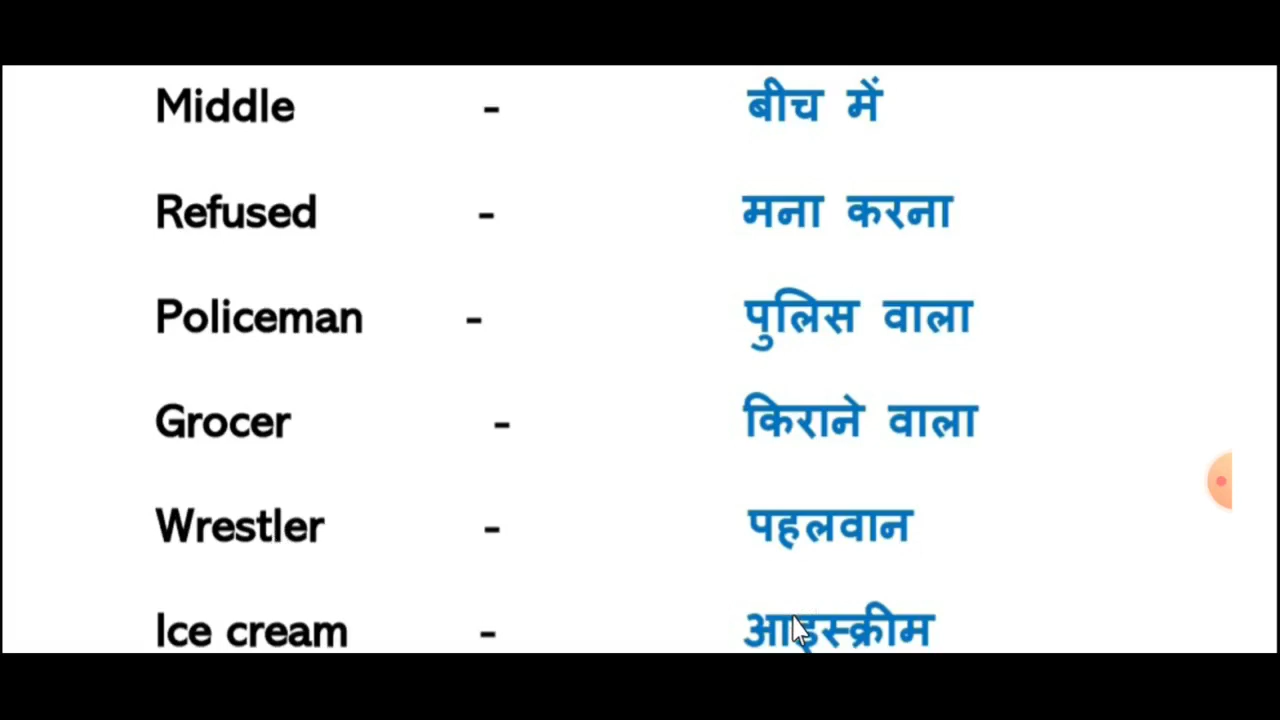 Middle - बीच में
Refused - मना करना
Policeman - पुलिस वाला
Grocer - किराने वाला
Wrestler - पहलवान
Ice cream - आइस्क्रीम